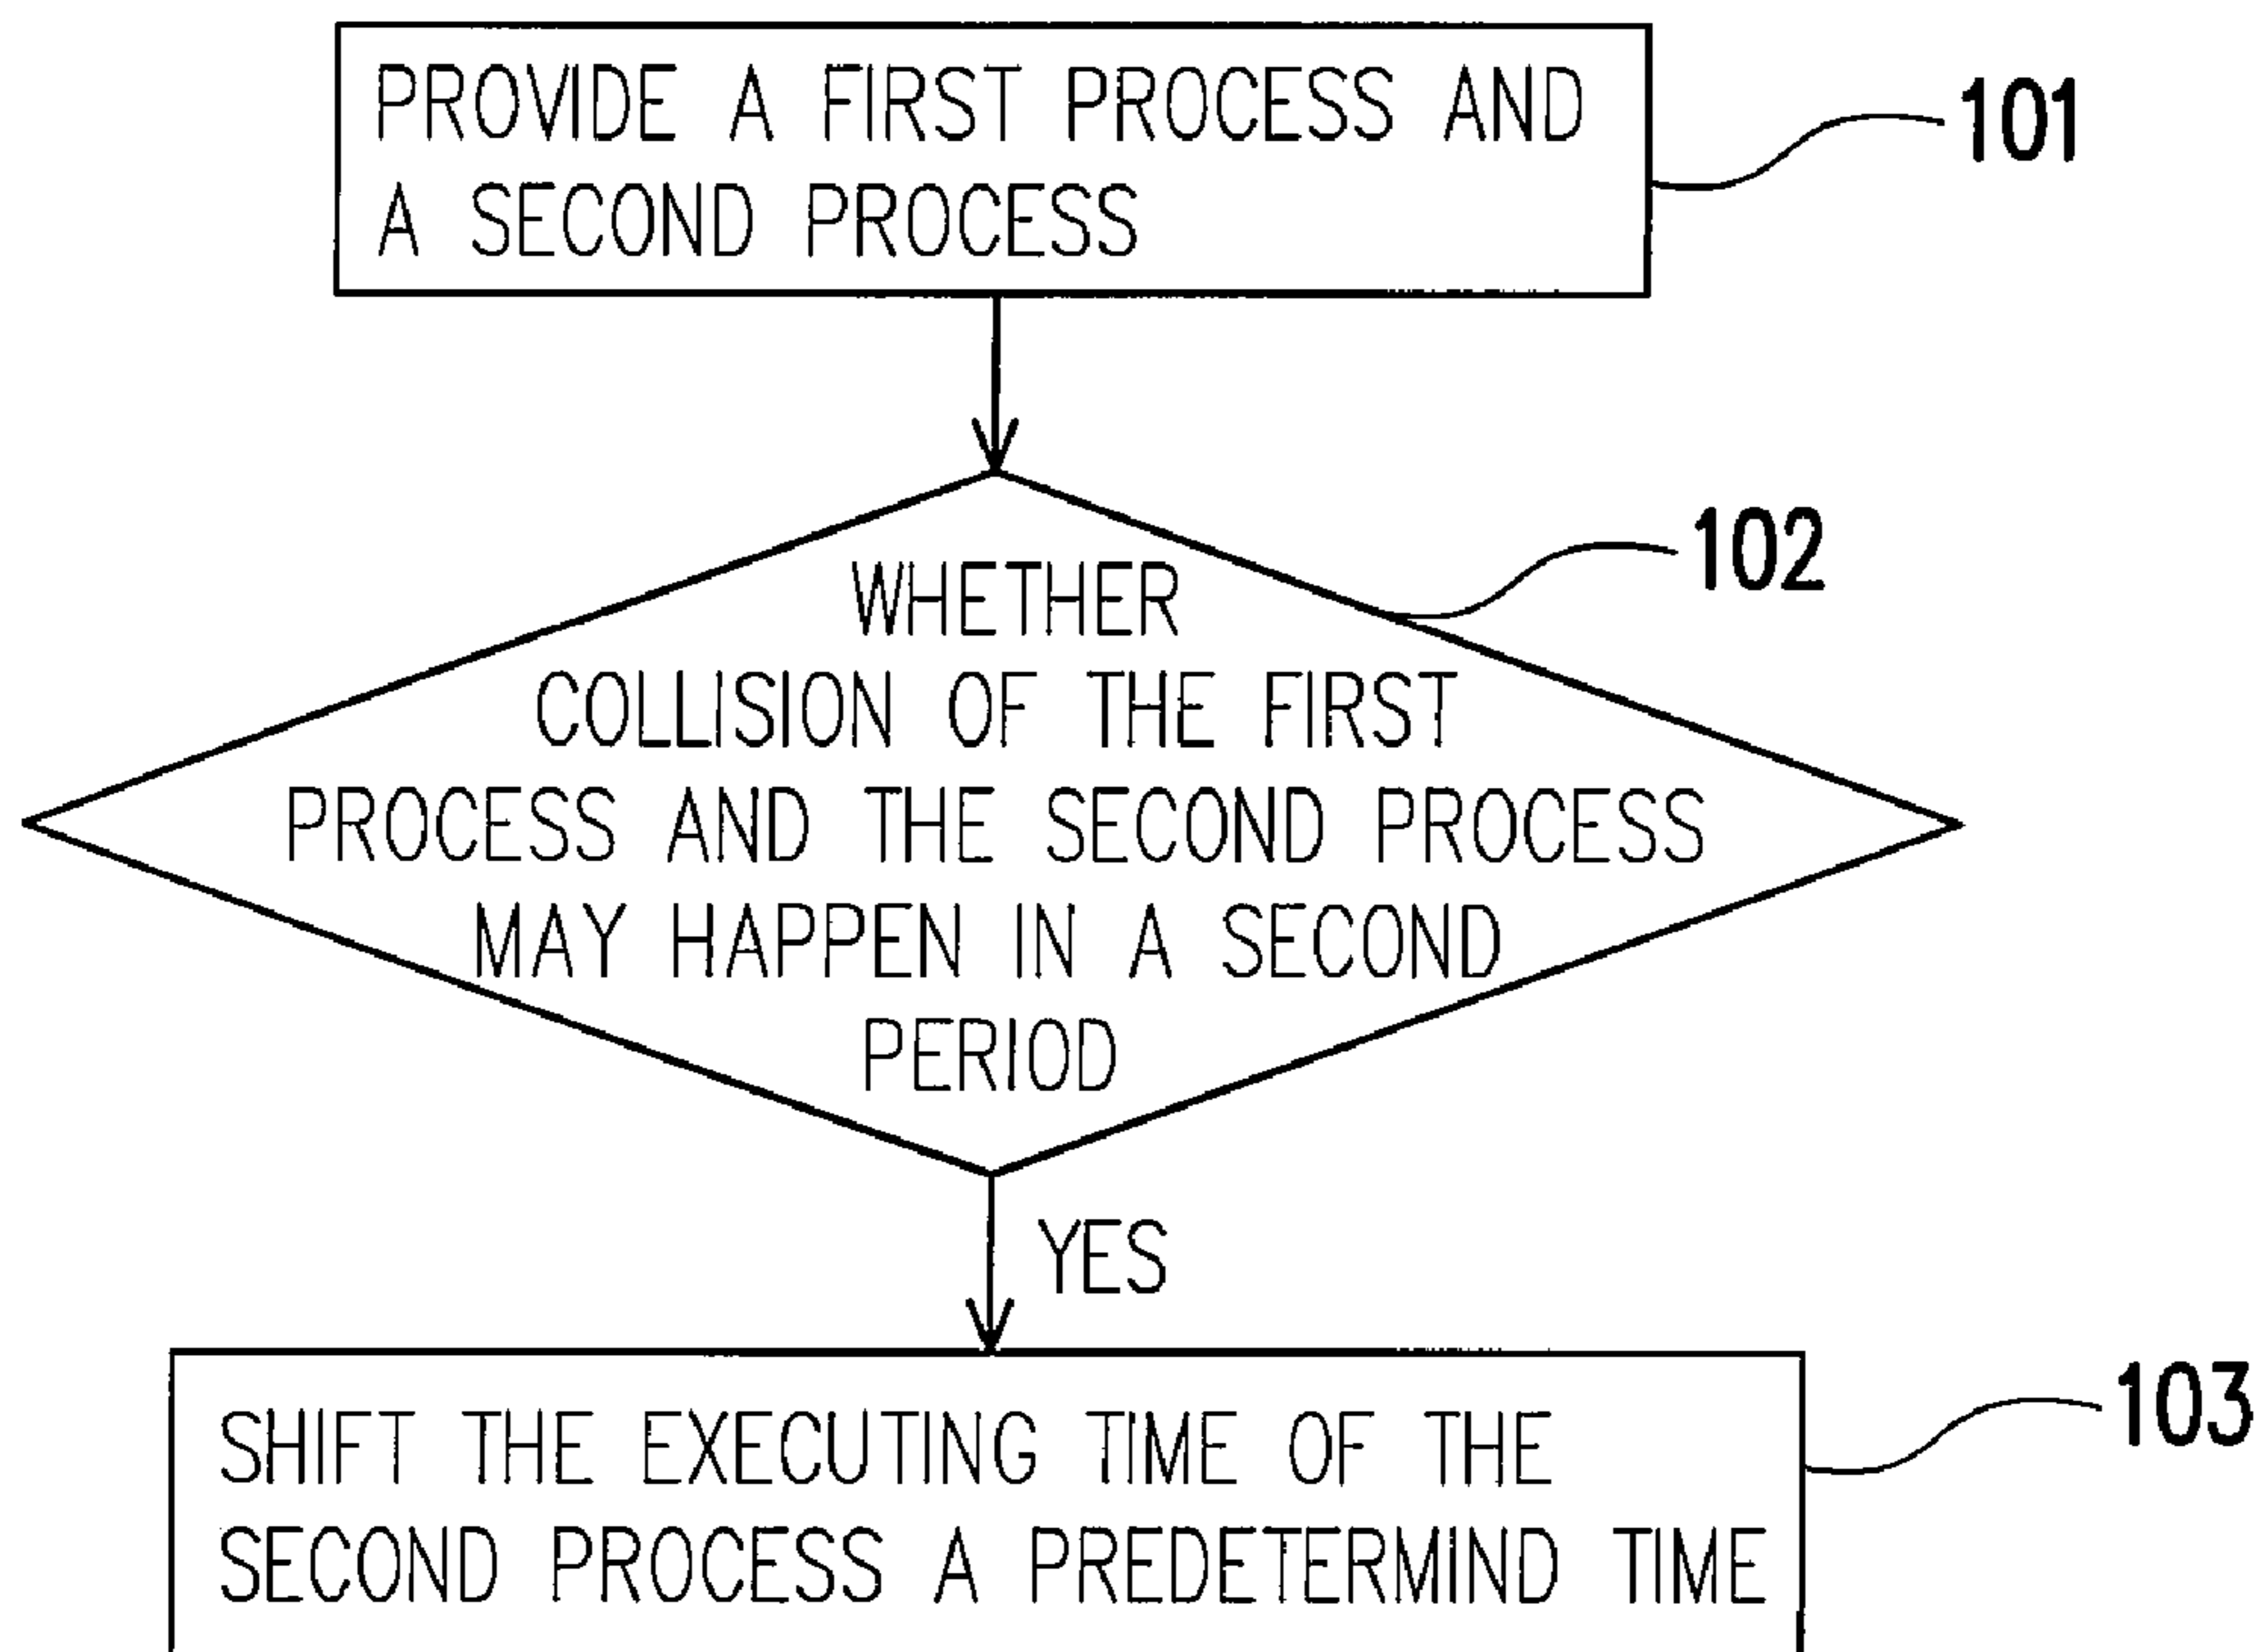 PROVIDE A FIRST PROCESS AND
A SECOND PROCESS
101
WHETHER
COLLISION OF THE FIRST
PROCESS AND THE SECOND PROCESS
MAY HAPPEN IN A SECOND
PERIOD
102
YES
SHIFT THE EXECUTING TIME OF THE
SECOND PROCESS A PREDETERMIND TIME
103